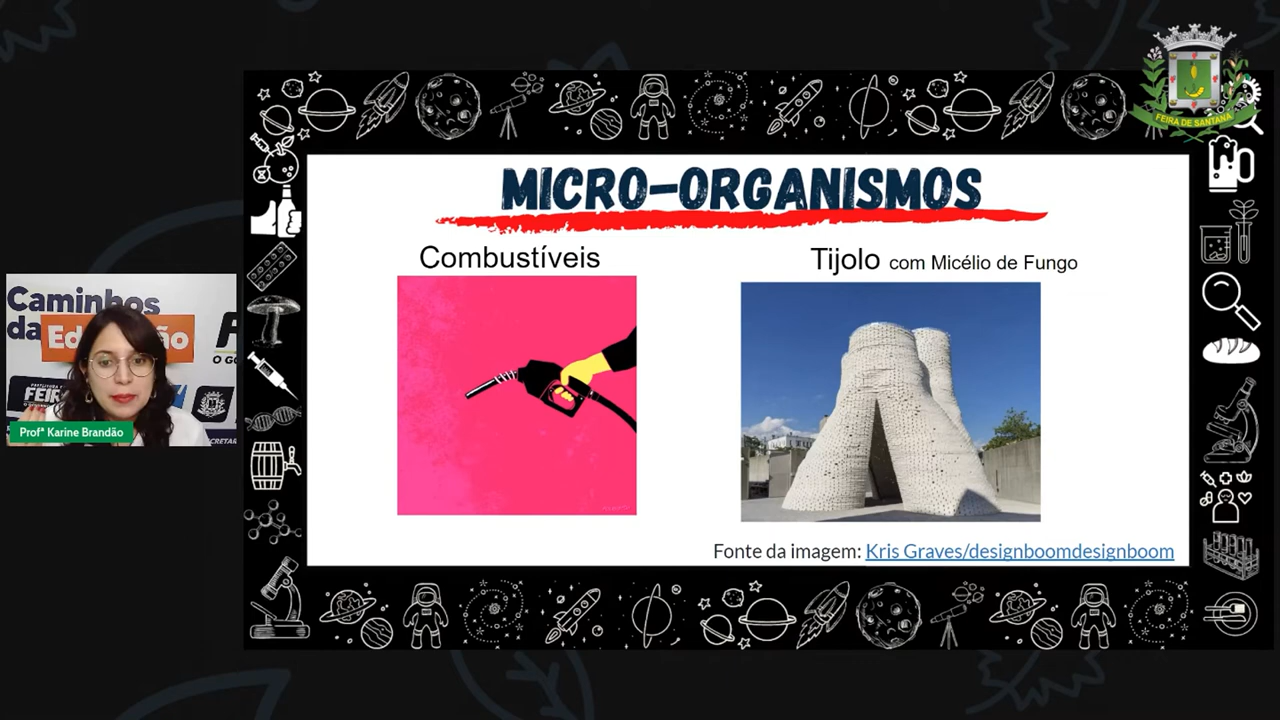 FEIRA DE SANTANA
MICRO-ORGANISMOS
Combustíveis
Tijolo com Micélio de Fungo
Fonte da imagem: Kris Graves/designboomdesignboom
Caminhos
da
Profª Karine Brandão